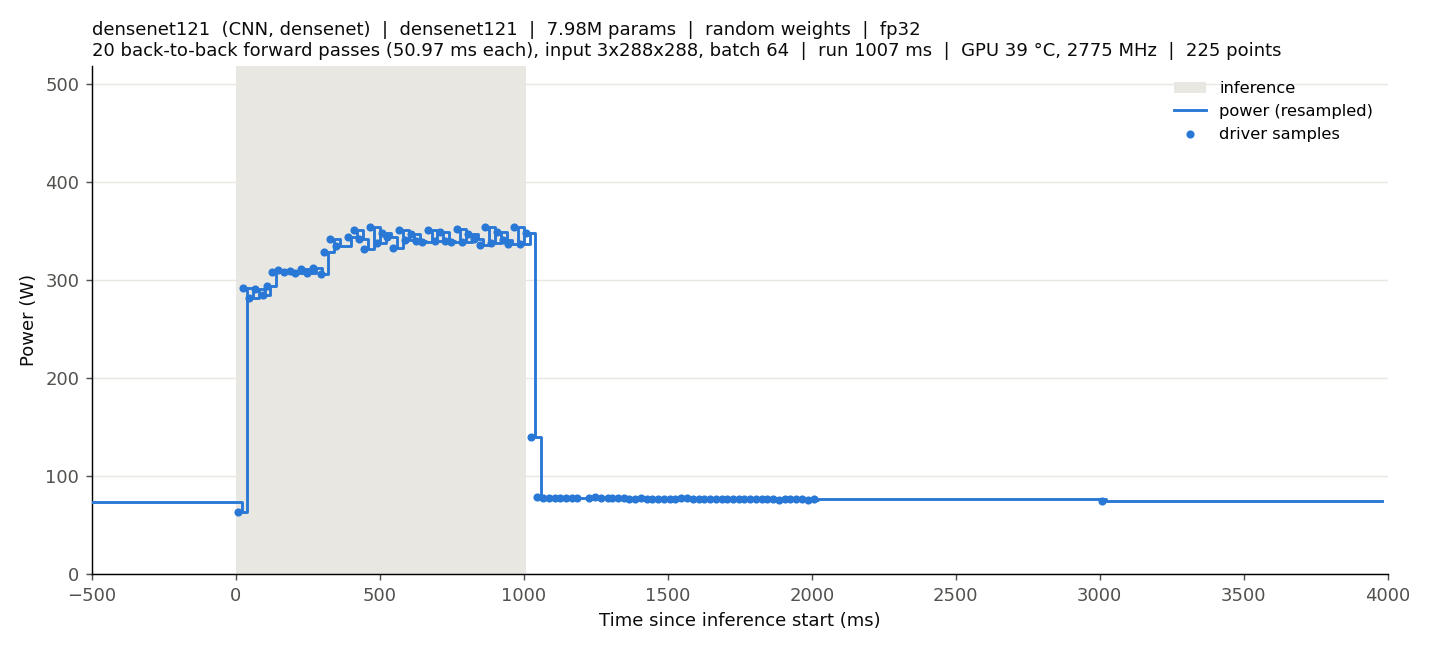 densenet121 (CNN, densenet) | densenet121 | 7.98M params | random weights | fp32
20 back-to-back forward passes (50.97 ms each), input 3x288x288, batch 64 | run 1007 ms | GPU 39 °C, 2775 MHz | 225 points
inference
power (resampled)
driver samples
Power (W)
500
400
300
200
100
0
−500
0
500
1000
1500
2000
2500
3000
3500
4000
Time since inference start (ms)